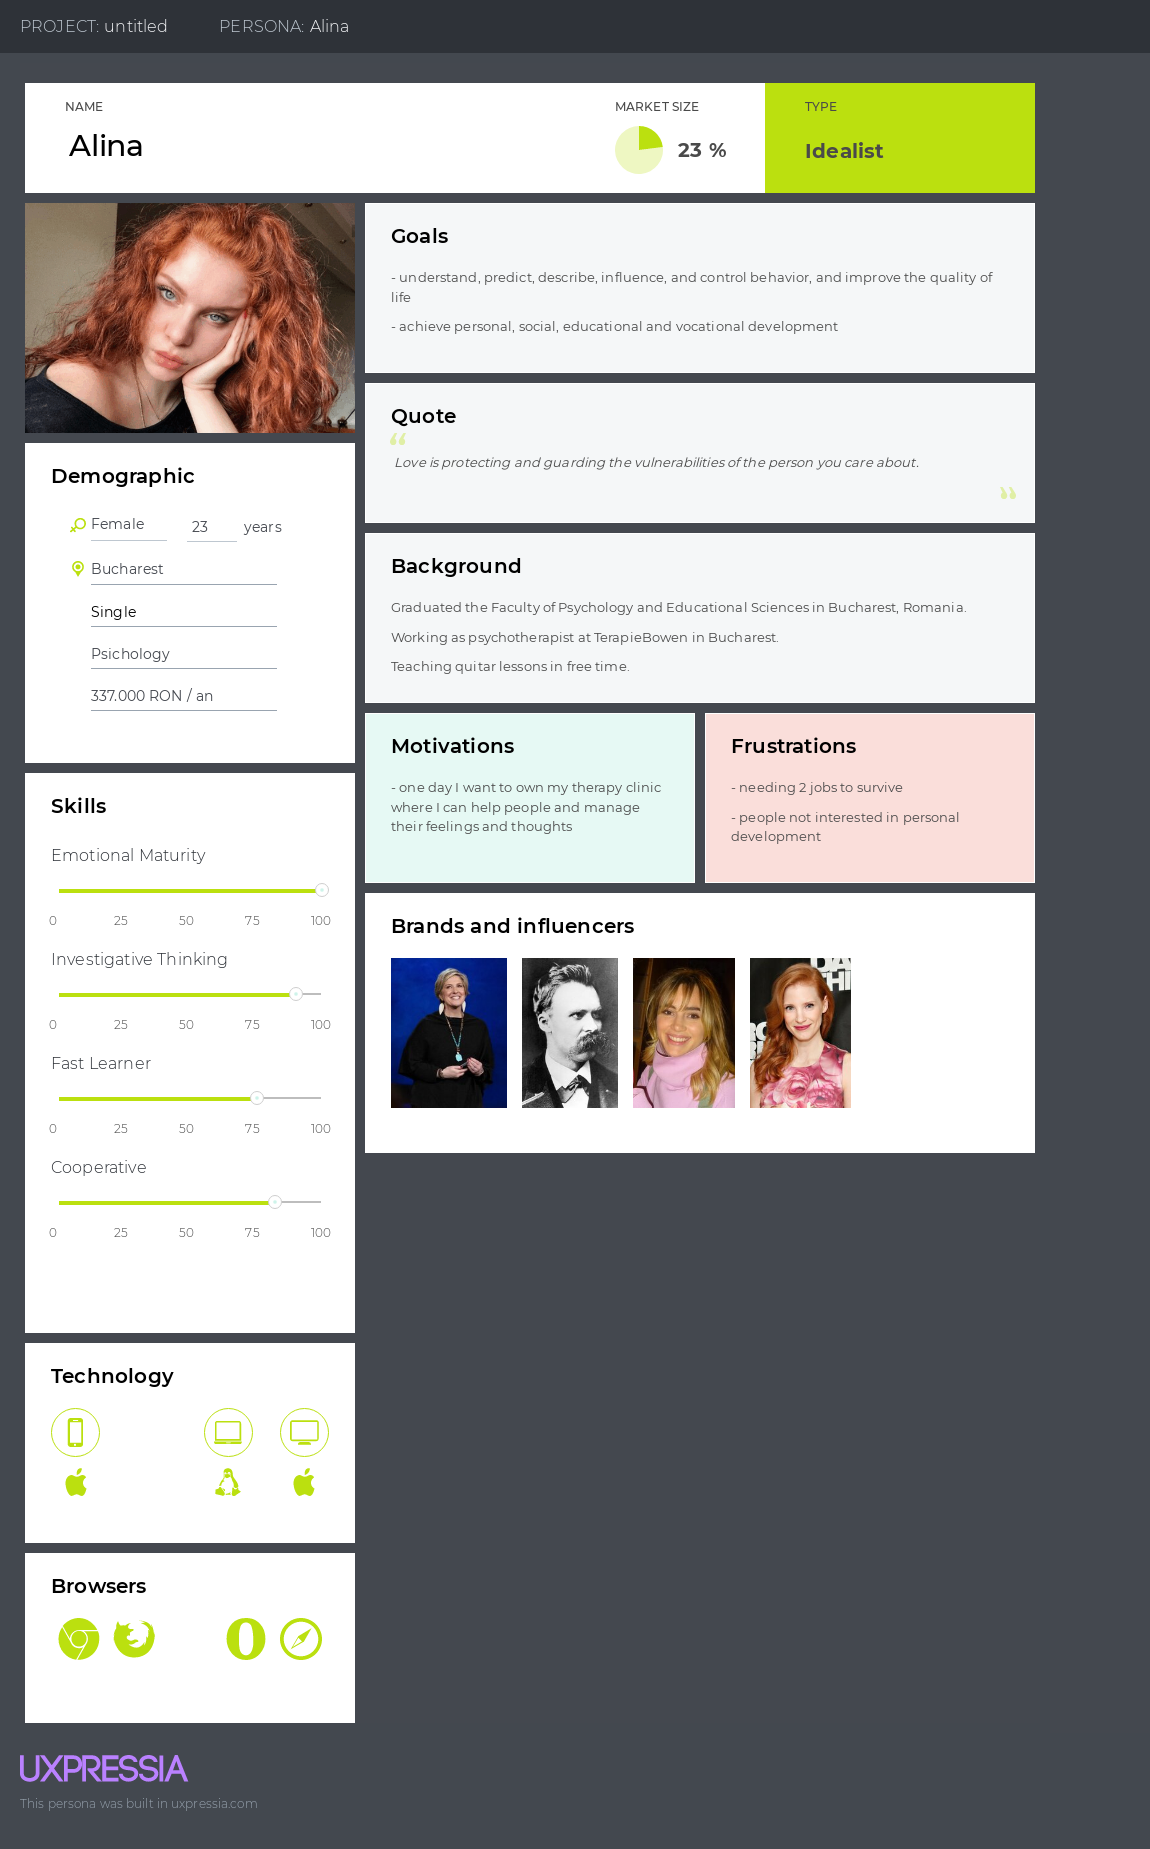 PROJECT: untitled PERSONA: Alina
NAME
Alina
MARKET SIZE
23 %
TYPE
Idealist
Demographic
Female 23 years
Bucharest
Single
Psichology
337.000 RON / an
Skills
Emotional Maturity
0 25 50 75 100
Investigative Thinking
0 25 50 75 100
Fast Learner
0 25 50 75 100
Cooperative
0 25 50 75 100
Technology
Browsers
Goals
- understand, predict, describe, influence, and control behavior, and improve the quality of
life
- achieve personal, social, educational and vocational development
Quote
“
Love is protecting and guarding the vulnerabilities of the person you care about.
”
Background
Graduated the Faculty of Psychology and Educational Sciences in Bucharest, Romania.
Working as psychotherapist at TerapieBowen in Bucharest.
Teaching quitar lessons in free time.
Motivations
- one day I want to own my therapy clinic
where I can help people and manage
their feelings and thoughts
Frustrations
- needing 2 jobs to survive
- people not interested in personal
development
Brands and influencers
UXPRESSIA
This persona was built in uxpressia.com